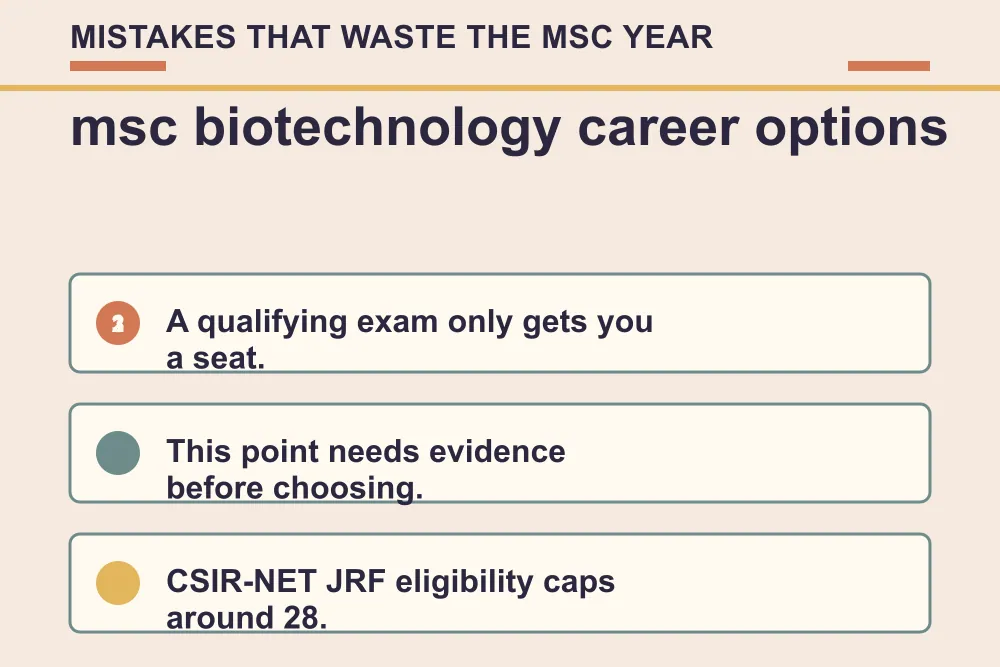 MISTAKES THAT WASTE THE MSC YEAR
msc biotechnology career options
A qualifying exam only gets you
a seat.
This point needs evidence
before choosing.
CSIR-NET JRF eligibility caps
around 28.